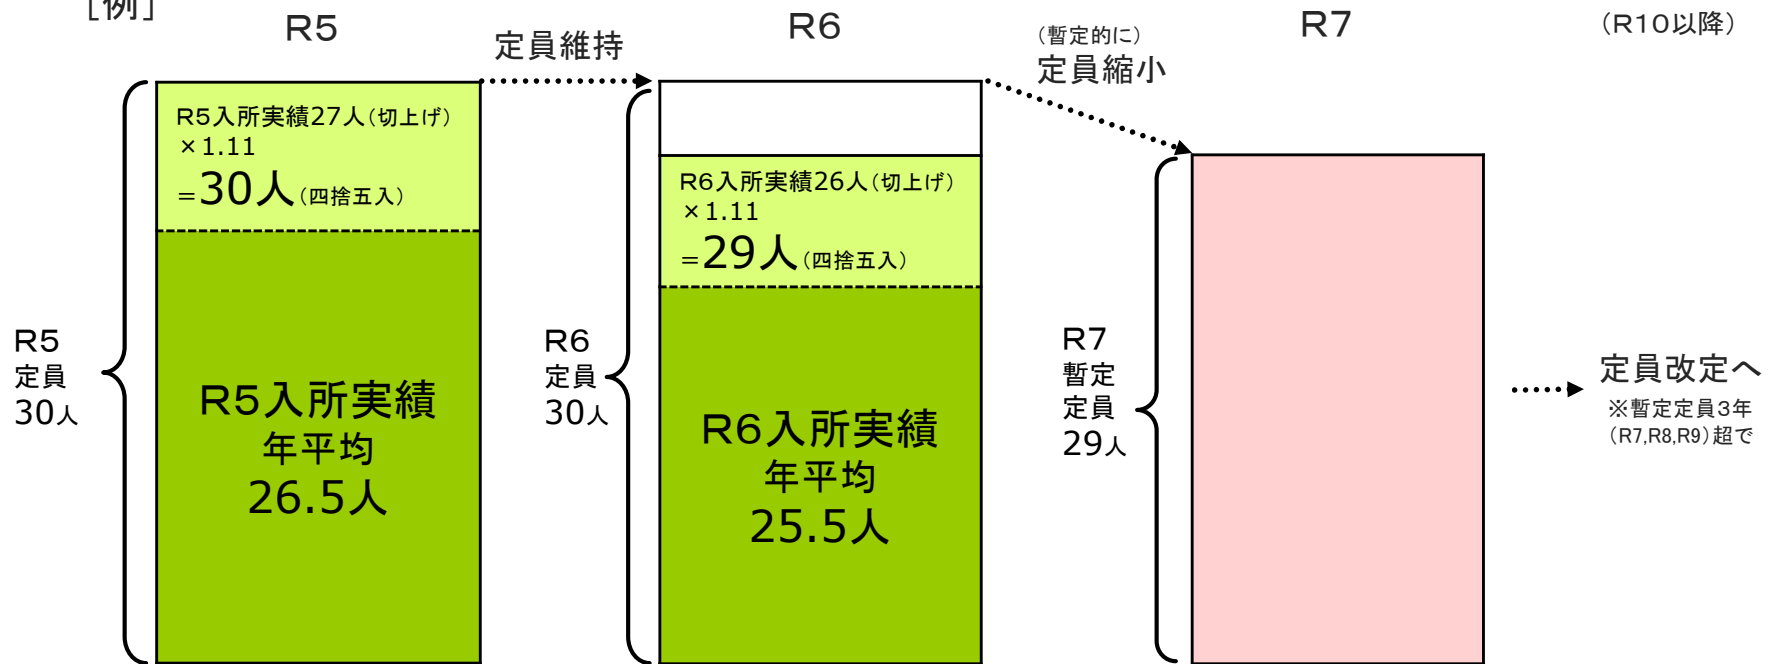 ［例］
R5
R6
R7
（R10以降）
定員維持
（暫定的に）
定員縮小
R5入所実績27人（切上げ）
×1.11
=30人（四捨五入）
R5入所実績
年平均
26.5人
R5
定員
30人
R6入所実績26人（切上げ）
×1.11
=29人（四捨五入）
R6入所実績
年平均
25.5人
R6
定員
30人
R7
暫定
定員
29人
定員改定へ
※暫定定員3年
（R7,R8,R9）超で